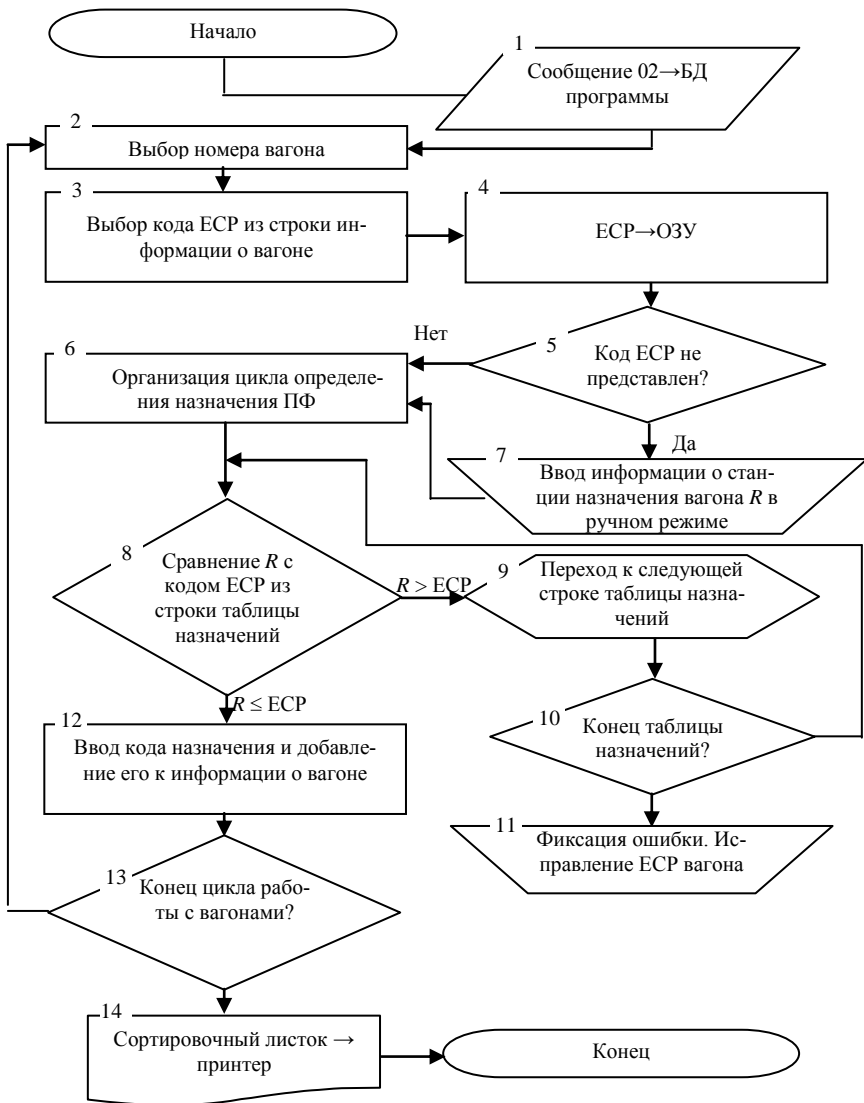 Начало
1
Сообщение 02→БД
программы
2
Выбор номера вагона
3
Выбор кода ЕСР из строки ин-
формации о вагоне
4
ЕСР→ОЗУ
Нет
5
Код ЕСР не
представлен?
6
Организация цикла определе-
ния назначения ПФ
Да
7
Ввод информации о стан-
ции назначения вагона R в
ручном режиме
8
Сравнение R с
кодом ЕСР из
строки таблицы
назначений
R > ЕСР
9
Переход к следующей
строке таблицы назна-
чений
R ≤ ЕСР
10
Конец таблицы
назначений?
12
Ввод кода назначения и добавле-
ние его к информации о вагоне
11
Фиксация ошибки. Ис-
правление ЕСР вагона
13
Конец цикла рабо-
ты с вагонами?
14
Сортировочный листок →
принтер
Конец